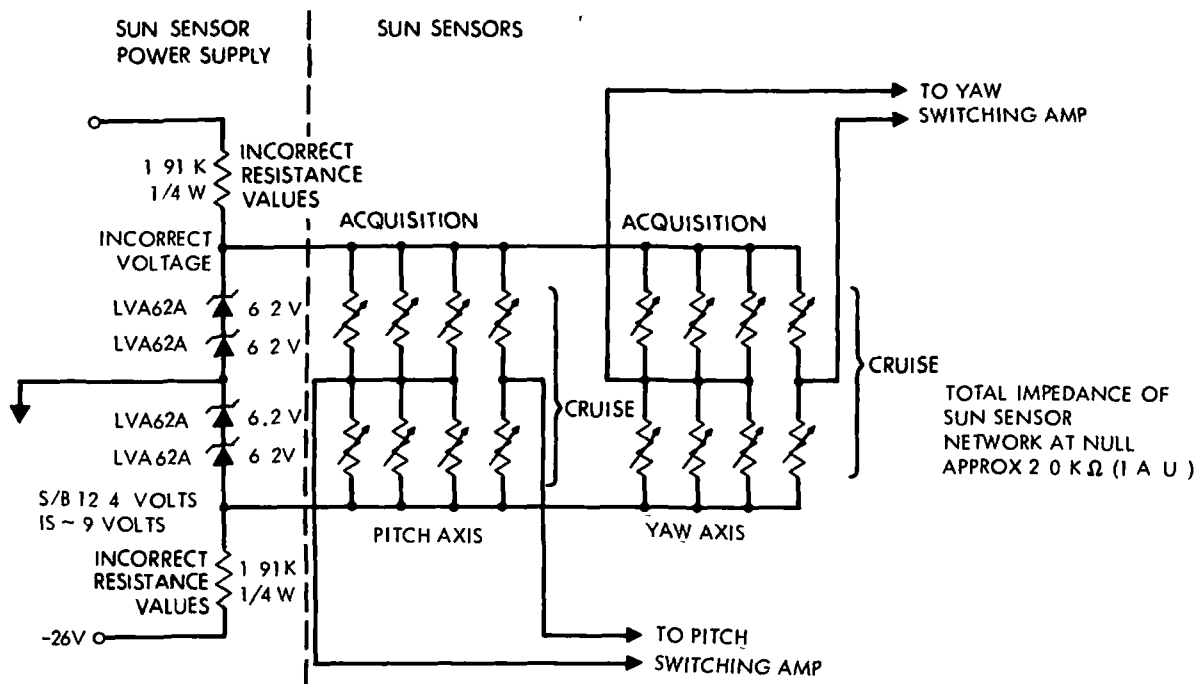 SUN SENSOR
POWER SUPPLY
SUN SENSORS
TO YAW
SWITCHING AMP
1 91 K
1/4 W
INCORRECT
RESISTANCE
VALUES
ACQUISITION
ACQUISITION
INCORRECT
VOLTAGE
LVA62A 6 2 V
LVA62A 6 2 V
LVA62A 6.2 V
LVA62A 6 2V
CRUISE
CRUISE
TOTAL IMPEDANCE OF
SUN SENSOR
NETWORK AT NULL
APPROX 2 0 K Ω (1 A U )
S/B 12 4 VOLTS
IS ~ 9 VOLTS
PITCH AXIS
YAW AXIS
INCORRECT
RESISTANCE
VALUES
1 91K
1/4 W
-26V
TO PITCH
SWITCHING AMP